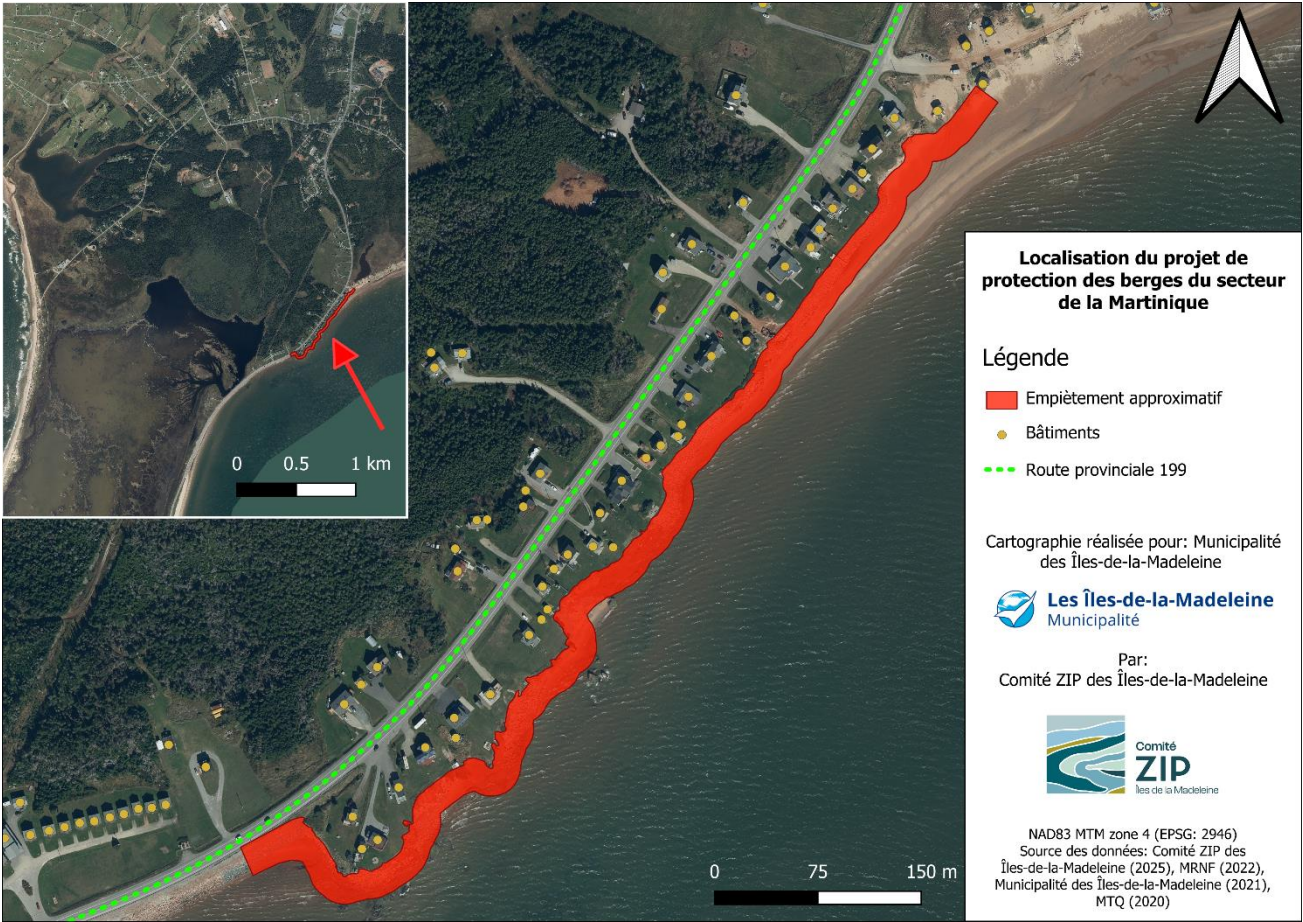 0 0.5 1 km
Localisation du projet de
protection des berges du secteur
de la Martinique
Légende
Empiètement approximatif
Bâtiments
Route provinciale 199
Cartographie réalisée pour: Municipalité
des Îles-de-la-Madeleine
Les Îles-de-la-Madeleine
Municipalité
Par:
Comité ZIP des Îles-de-la-Madeleine
Comité
ZIP
Îles de la Madeleine
NAD83 MTM zone 4 (EPSG: 2946)
Source des données: Comité ZIP des
Îles-de-la-Madeleine (2025), MRNF (2022),
Municipalité des Îles-de-la-Madeleine (2021),
MTQ (2020)
0 75 150 m